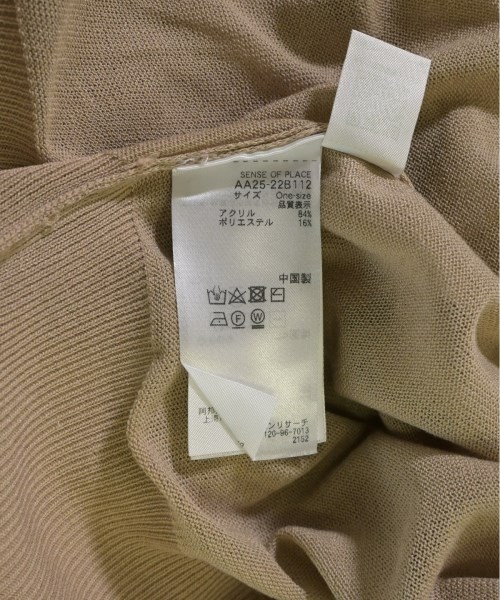 SENSE OF PLACE
AA25-22B112
サイズ One-size
品質表示
アクリル 84%
ポリエステル 16%
中国製
ンリサーチ
120-96-7013
2152